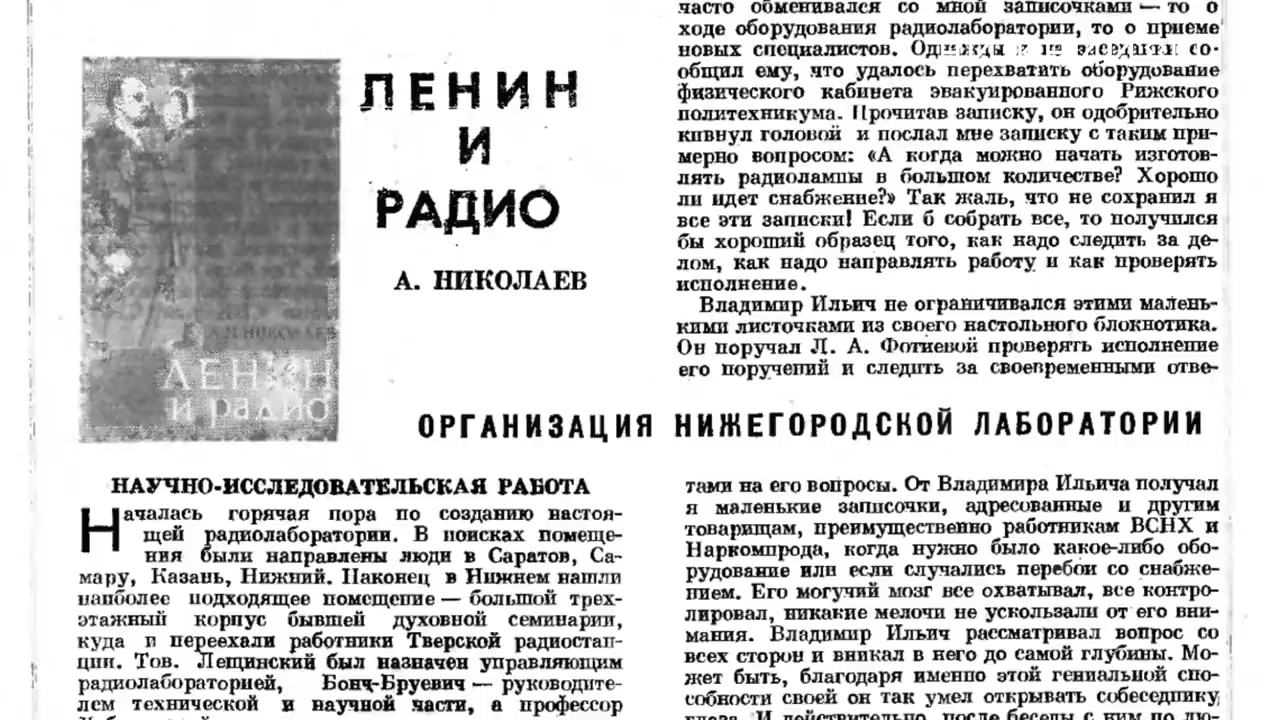 ЛЕНИН
И
РАДИО
А. НИКОЛАЕВ
А. Н. НИКОЛАЕВ
ЛЕНИН
и радио
часто обменивался со мной записочками — то о
ходе оборудования радиолаборатории, то о приеме
новых специалистов. Однажды я на заседании со-
общил ему, что удалось перехватить оборудование
физического кабинета эвакуированного Рижского
политехникума. Прочитав записку, он одобрительно
кивнул головой и послал мне записку с таким при-
мерно вопросом: «А когда можно начать изготов-
лять радиолампы в большом количестве? Хорошо
ли идет снабжение?» Так жаль, что не сохранил я
все эти записки! Если б собрать все, то получился
бы хороший образец того, как надо следить за де-
лом, как надо направлять работу и как проверять
исполнение.
Владимир Ильич не ограничивался этими малень-
кими листочками из своего настольного блокнотика.
Он поручал Л. А. Фотиевой проверять исполнение
его поручений и следить за своевременными отве-
ОРГАНИЗАЦИЯ НИЖЕГОРОДСКОЙ ЛАБОРАТОРИИ
НАУЧНО-ИССЛЕДОВАТЕЛЬСКАЯ РАБОТА
Началась горячая пора по созданию настоя-
щей радиолаборатории. В поисках помеще-
ния были направлены люди в Саратов, Са-
мару, Казань, Нижний. Наконец в Нижнем нашли
наиболее подходящее помещение — большой трех-
этажный корпус бывшей духовной семинарии,
куда и переехали работники Тверской радиостан-
ции. Тов. Лещинский был назначен управляющим
радиолабораторией, Бонч-Бруевич — руководите-
лем технической и научной части, а профессор
тами на его вопросы. От Владимира Ильича получал
я маленькие записочки, адресованные и другим
товарищам, преимущественно работникам ВСНХ и
Наркомпрода, когда нужно было какое-либо обо-
рудование или если случались перебои со снабже-
нием. Его могучий мозг все охватывал, все контро-
лировал, никакие мелочи не ускользали от его вни-
мания. Владимир Ильич рассматривал вопрос со
всех сторон и вникал в него до самой глубины. Мо-
жет быть, благодаря именно этой гениальной спо-
собности своей он так умел открывать собеседнику
глаза. И действительно, после беседы с ним по лю-